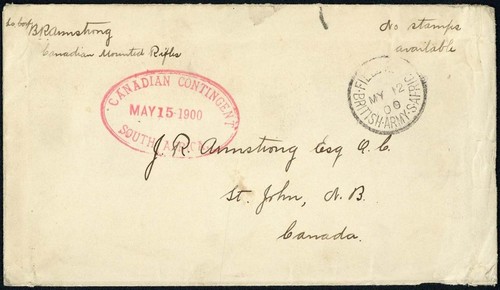 B.R. Armstrong
Canadian Mounted Rifles
No stamps
available
CANADIAN CONTINGENT
MAY 15 1900
SOUTH AFRICA
FIELD
MY 12
00
BRITISH·ARMY·S·AFRICA
J. R. Armstrong Esq Q.C.
St. John, N.B.
Canada.